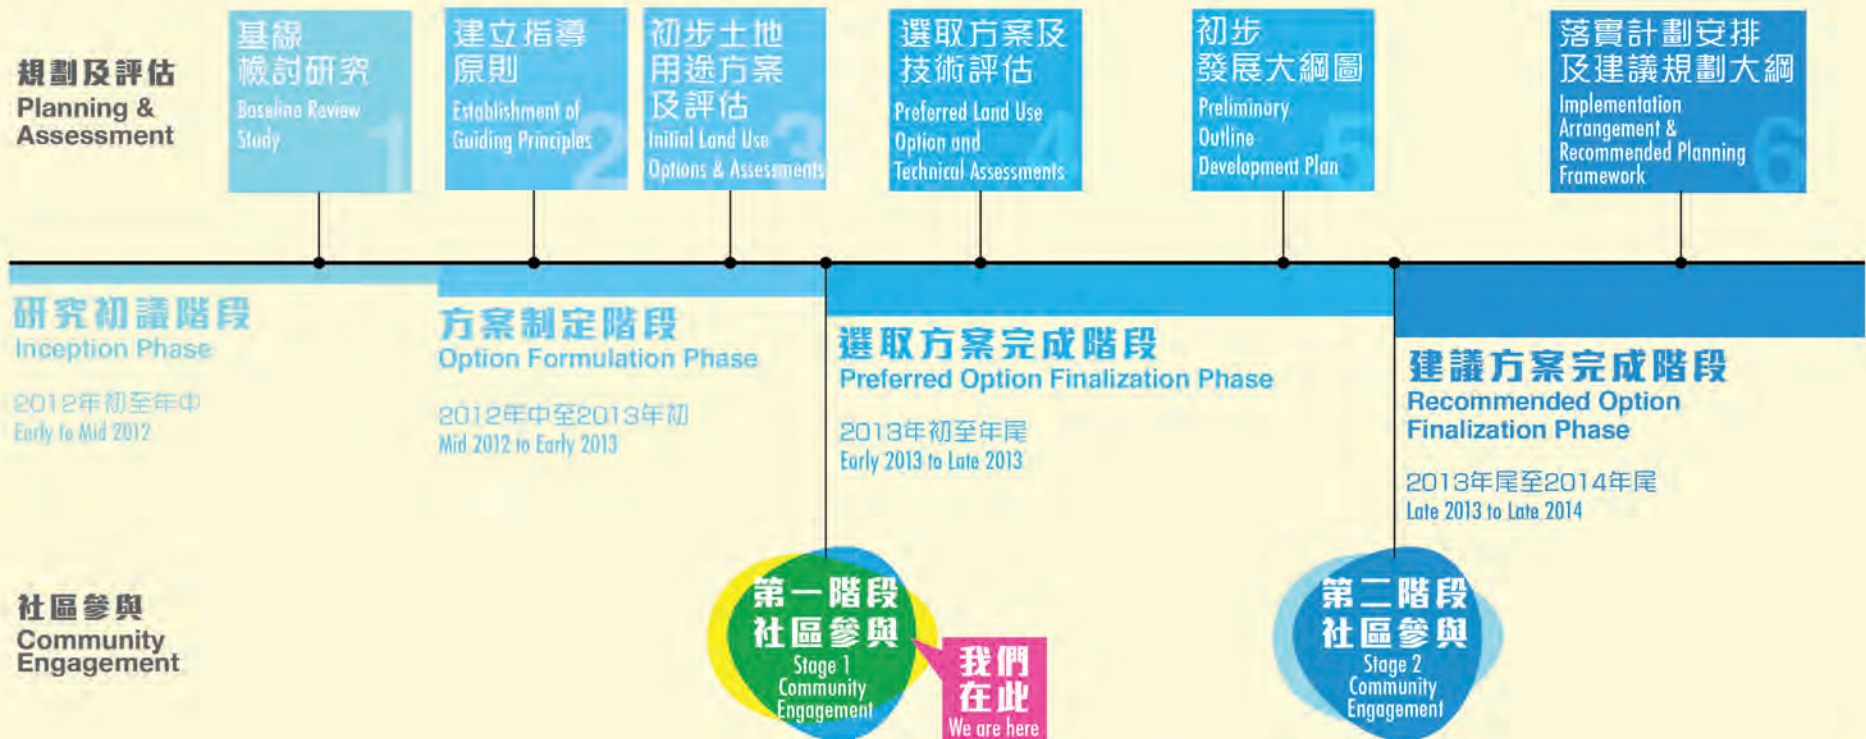 規劃及評估
Planning &
Assessment
基線
檢討研究
Baseline Review
Study
1
建立指導
原則
Establishment of
Guiding Principles
2
初步土地
用途方案
及評估
Initial Land Use
Options & Assessments
3
選取方案及
技術評估
Preferred Land Use
Option and
Technical Assessments
4
初步
發展大綱圖
Preliminary
Outline
Development Plan
5
落實計劃安排
及建議規劃大綱
Implementation
Arrangement &
Recommended Planning
Framework
6
研究初議階段
Inception Phase
2012年初至年中
Early to Mid 2012
方案制定階段
Option Formulation Phase
2012年中至2013年初
Mid 2012 to Early 2013
選取方案完成階段
Preferred Option Finalization Phase
2013年初至年尾
Early 2013 to Late 2013
建議方案完成階段
Recommended Option
Finalization Phase
2013年尾至2014年尾
Late 2013 to Late 2014
社區參與
Community
Engagement
第一階段
社區參與
Stage 1
Community
Engagement
我們
在此
We are here
第二階段
社區參與
Stage 2
Community
Engagement